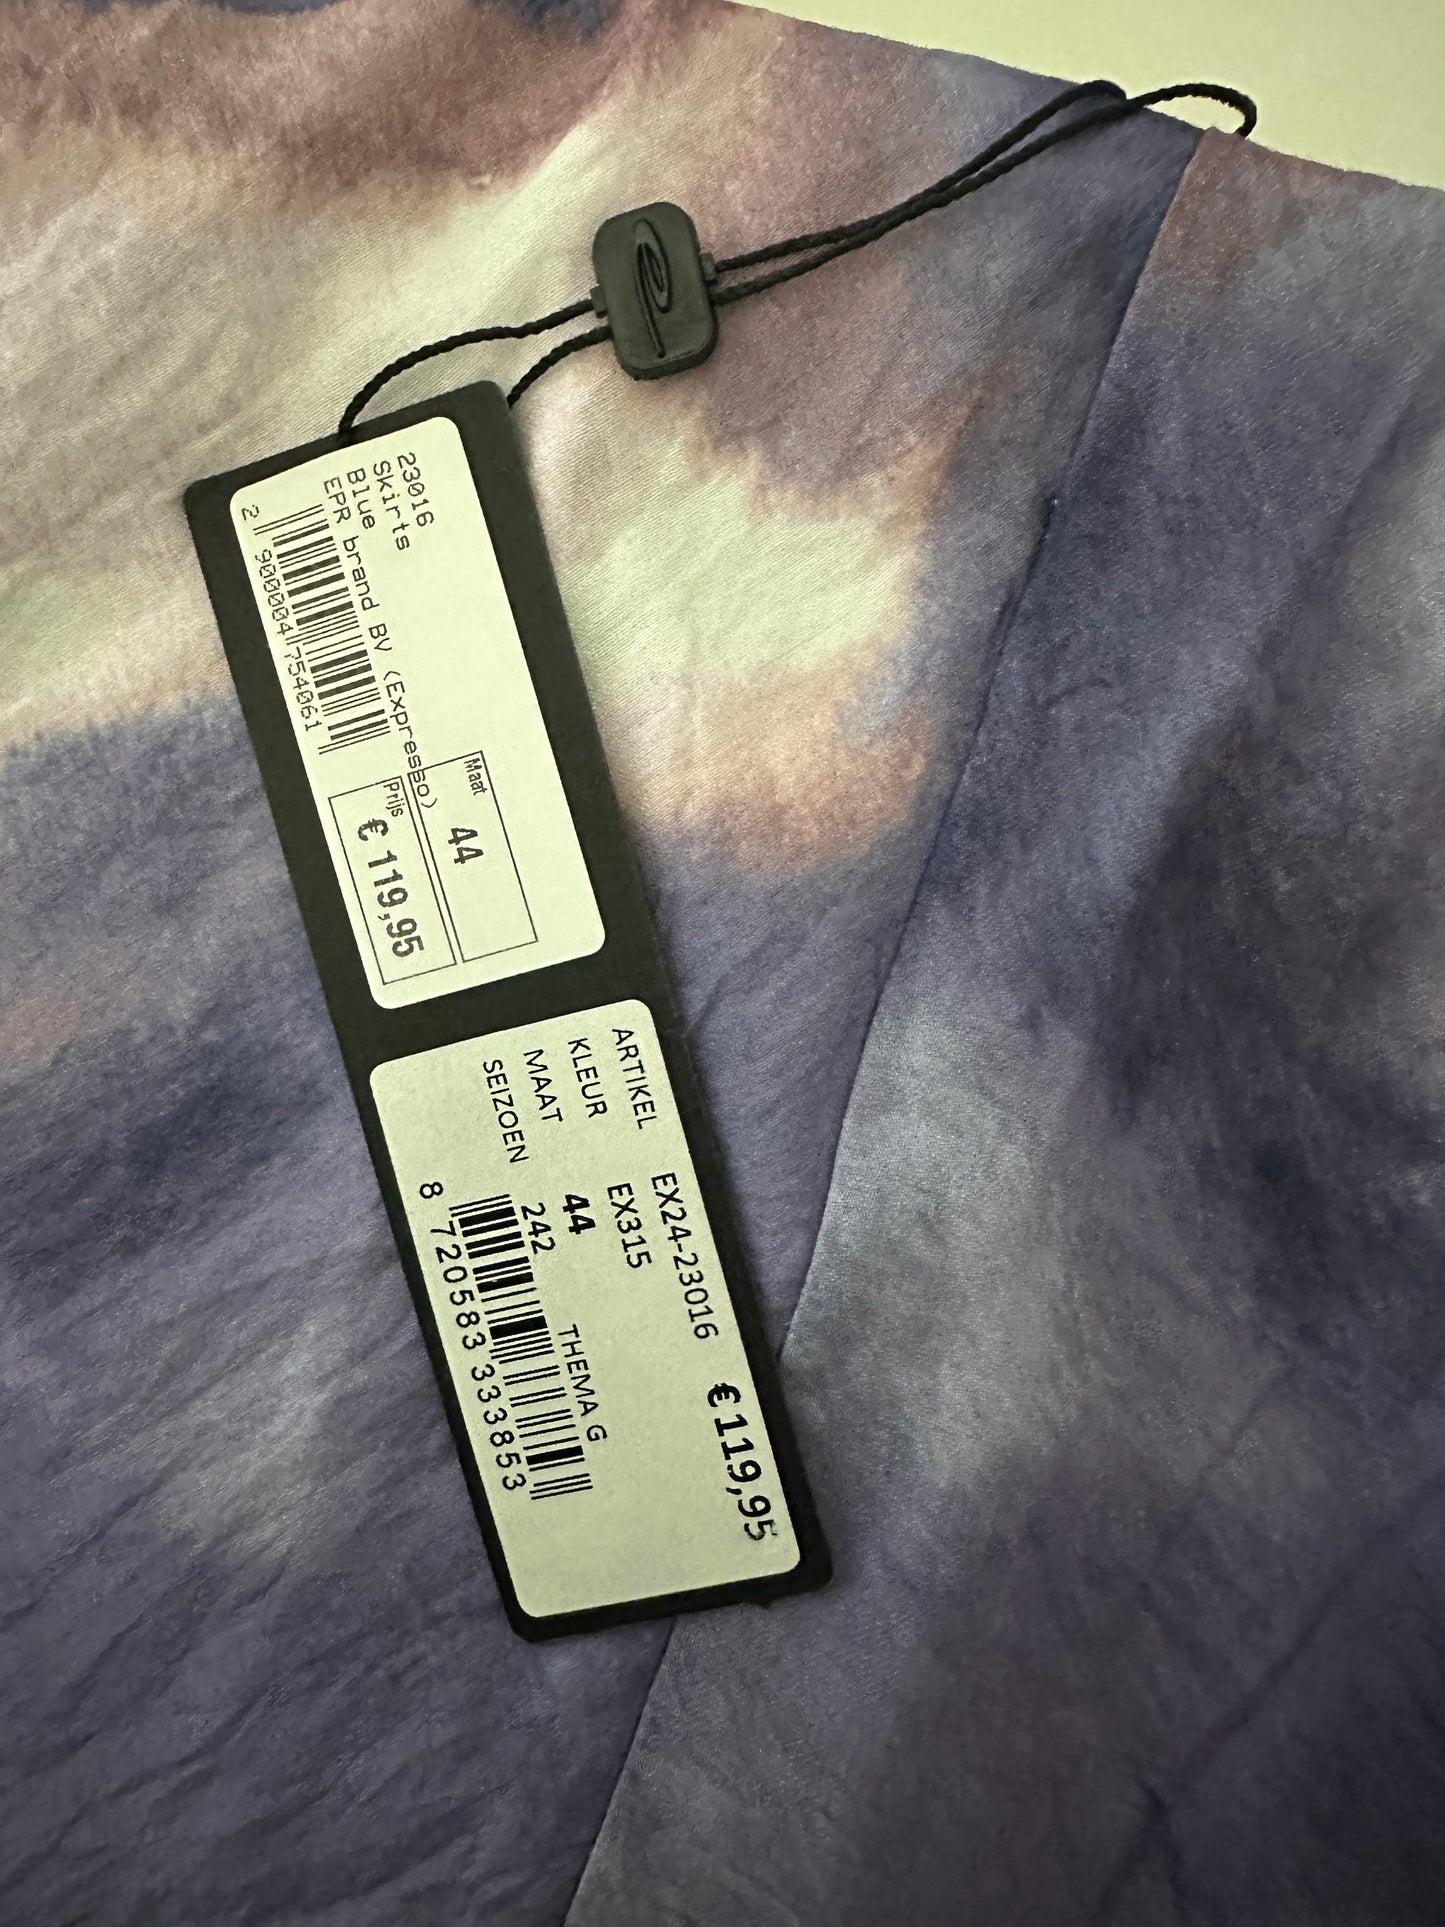 23016
Skirts
Blue brand BV (Expresso)
EPR
2 900004 754061
Maat
44
Prijs
€ 119,95
ARTIKEL EX24-23016
€ 119,95
KLEUR EX315
MAAT 44
SEIZOEN 242 THEMA G
8 720583 333853